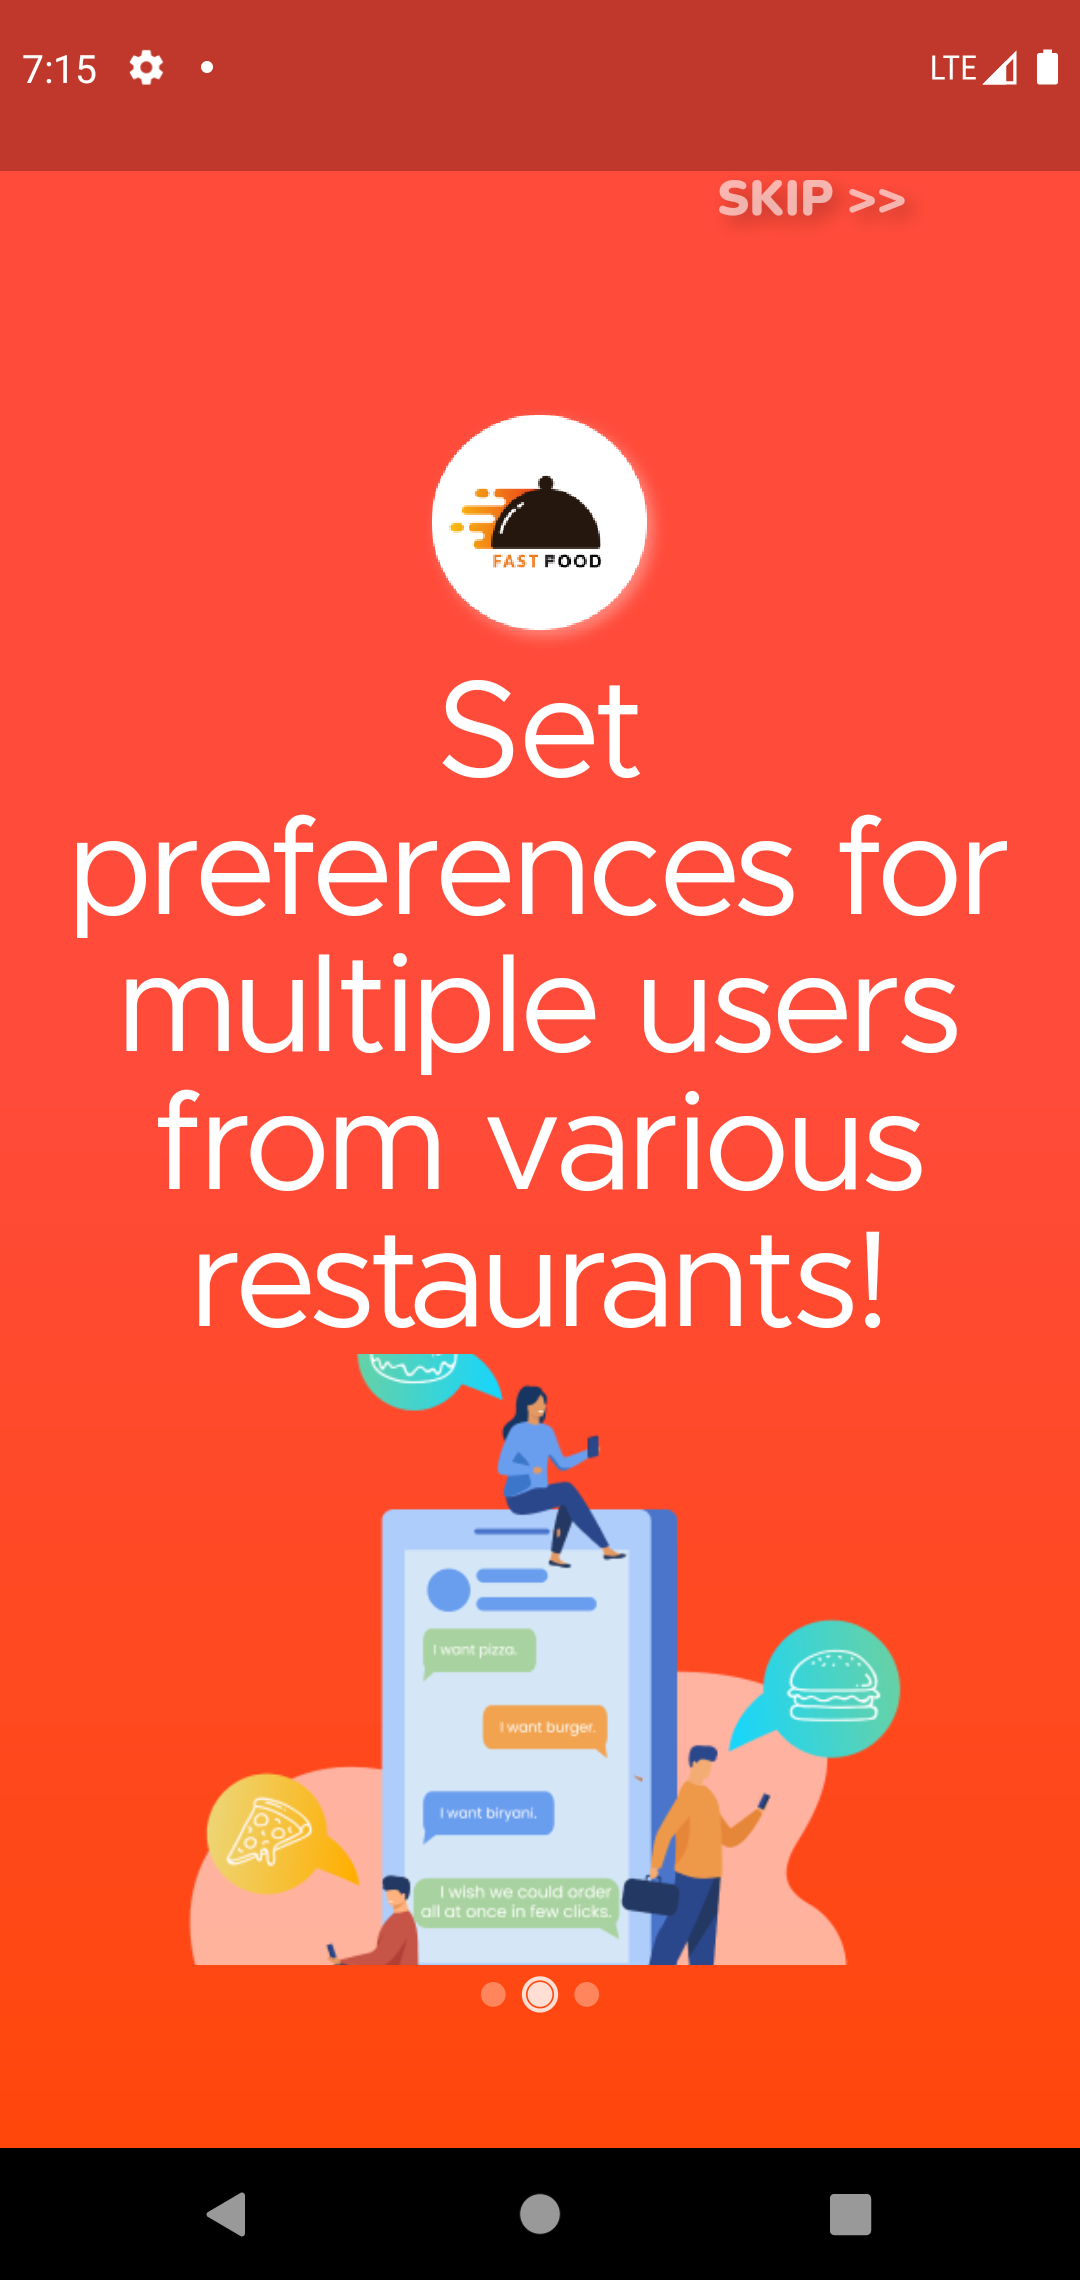 7:15
LTE
SKIP >>
FAST FOOD
Set
preferences for
multiple users
from various
restaurants!
I want pizza.
I want burger.
I want biryani.
I wish we could order
all at once in few clicks.